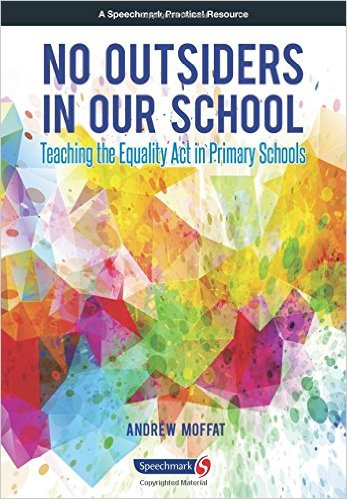 A Speechmark Practical Resource
NO OUTSIDERS
IN OUR SCHOOL
Teaching the Equality Act in Primary Schools
ANDREW MOFFAT
Speechmark S
Copyrighted Material